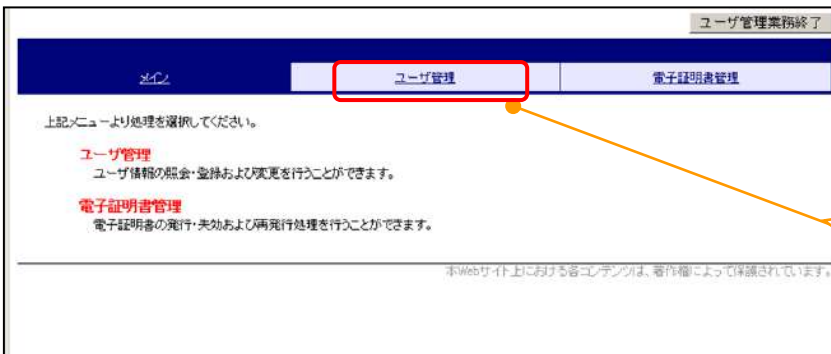 ユーザ管理業務終了
メイン ユーザ管理 電子証明書管理
上記メニューより処理を選択してください。
ユーザ管理
ユーザ情報の照会・登録および変更を行うことができます。
電子証明書管理
電子証明書の発行・失効および再発行処理を行うことができます。
本Webサイト上における各コンテンツは、著作権によって保護されています。